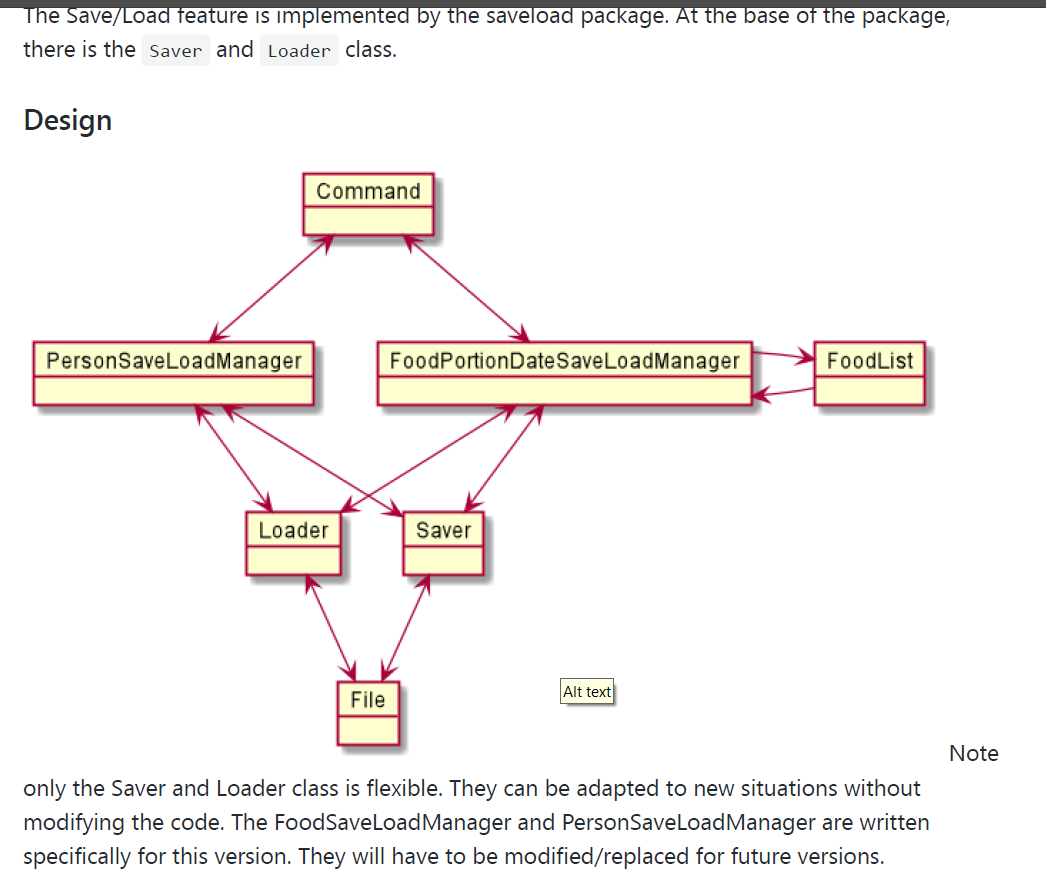 The Save/Load feature is implemented by the saveload package. At the base of the package,
there is the Saver and Loader class.
Design
Command
PersonSaveLoadManager
FoodPortionDateSaveLoadManager
FoodList
Loader
Saver
File
Alt text
Note
only the Saver and Loader class is flexible. They can be adapted to new situations without
modifying the code. The FoodSaveLoadManager and PersonSaveLoadManager are written
specifically for this version. They will have to be modified/replaced for future versions.